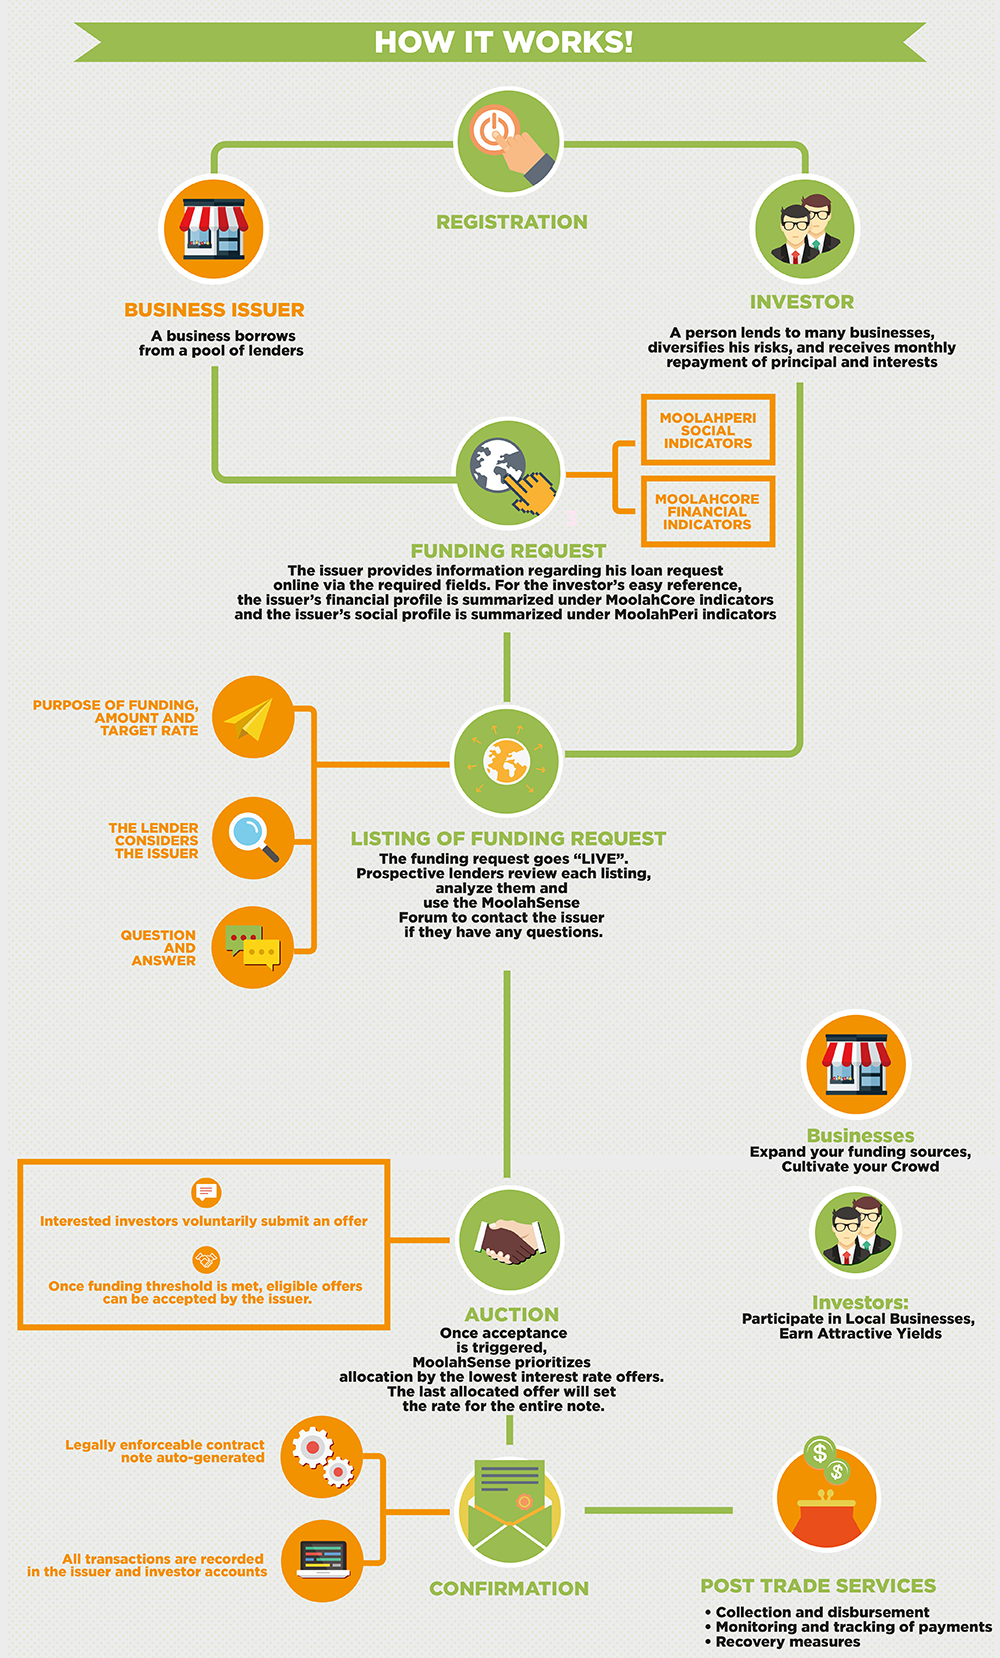 HOW IT WORKS!
REGISTRATION
BUSINESS ISSUER
A business borrows
from a pool of lenders
INVESTOR
A person lends to many businesses,
diversifies his risks, and receives monthly
repayment of principal and interests
MOOLAHPERI
SOCIAL
INDICATORS
MOOLAHCORE
FINANCIAL
INDICATORS
FUNDING REQUEST
The issuer provides information regarding his loan request
online via the required fields. For the investor's easy reference,
the issuer's financial profile is summarized under MoolahCore indicators
and the issuer's social profile is summarized under MoolahPeri indicators
PURPOSE OF FUNDING,
AMOUNT AND
TARGET RATE
THE LENDER
CONSIDERS
THE ISSUER
QUESTION
AND
ANSWER
LISTING OF FUNDING REQUEST
The funding request goes “LIVE”.
Prospective lenders review each listing,
analyze them and
use the MoolahSense
Forum to contact the issuer
if they have any questions.
Businesses
Expand your funding sources,
Cultivate your Crowd
Investors:
Participate in Local Businesses,
Earn Attractive Yields
Interested investors voluntarily submit an offer
Once funding threshold is met, eligible offers
can be accepted by the issuer.
AUCTION
Once acceptance
is triggered,
MoolahSense prioritizes
allocation by the lowest interest rate offers.
The last allocated offer will set
the rate for the entire note.
Legally enforceable contract
note auto-generated
All transactions are recorded
in the issuer and investor accounts
CONFIRMATION
$
$
POST TRADE SERVICES
• Collection and disbursement
• Monitoring and tracking of payments
• Recovery measures